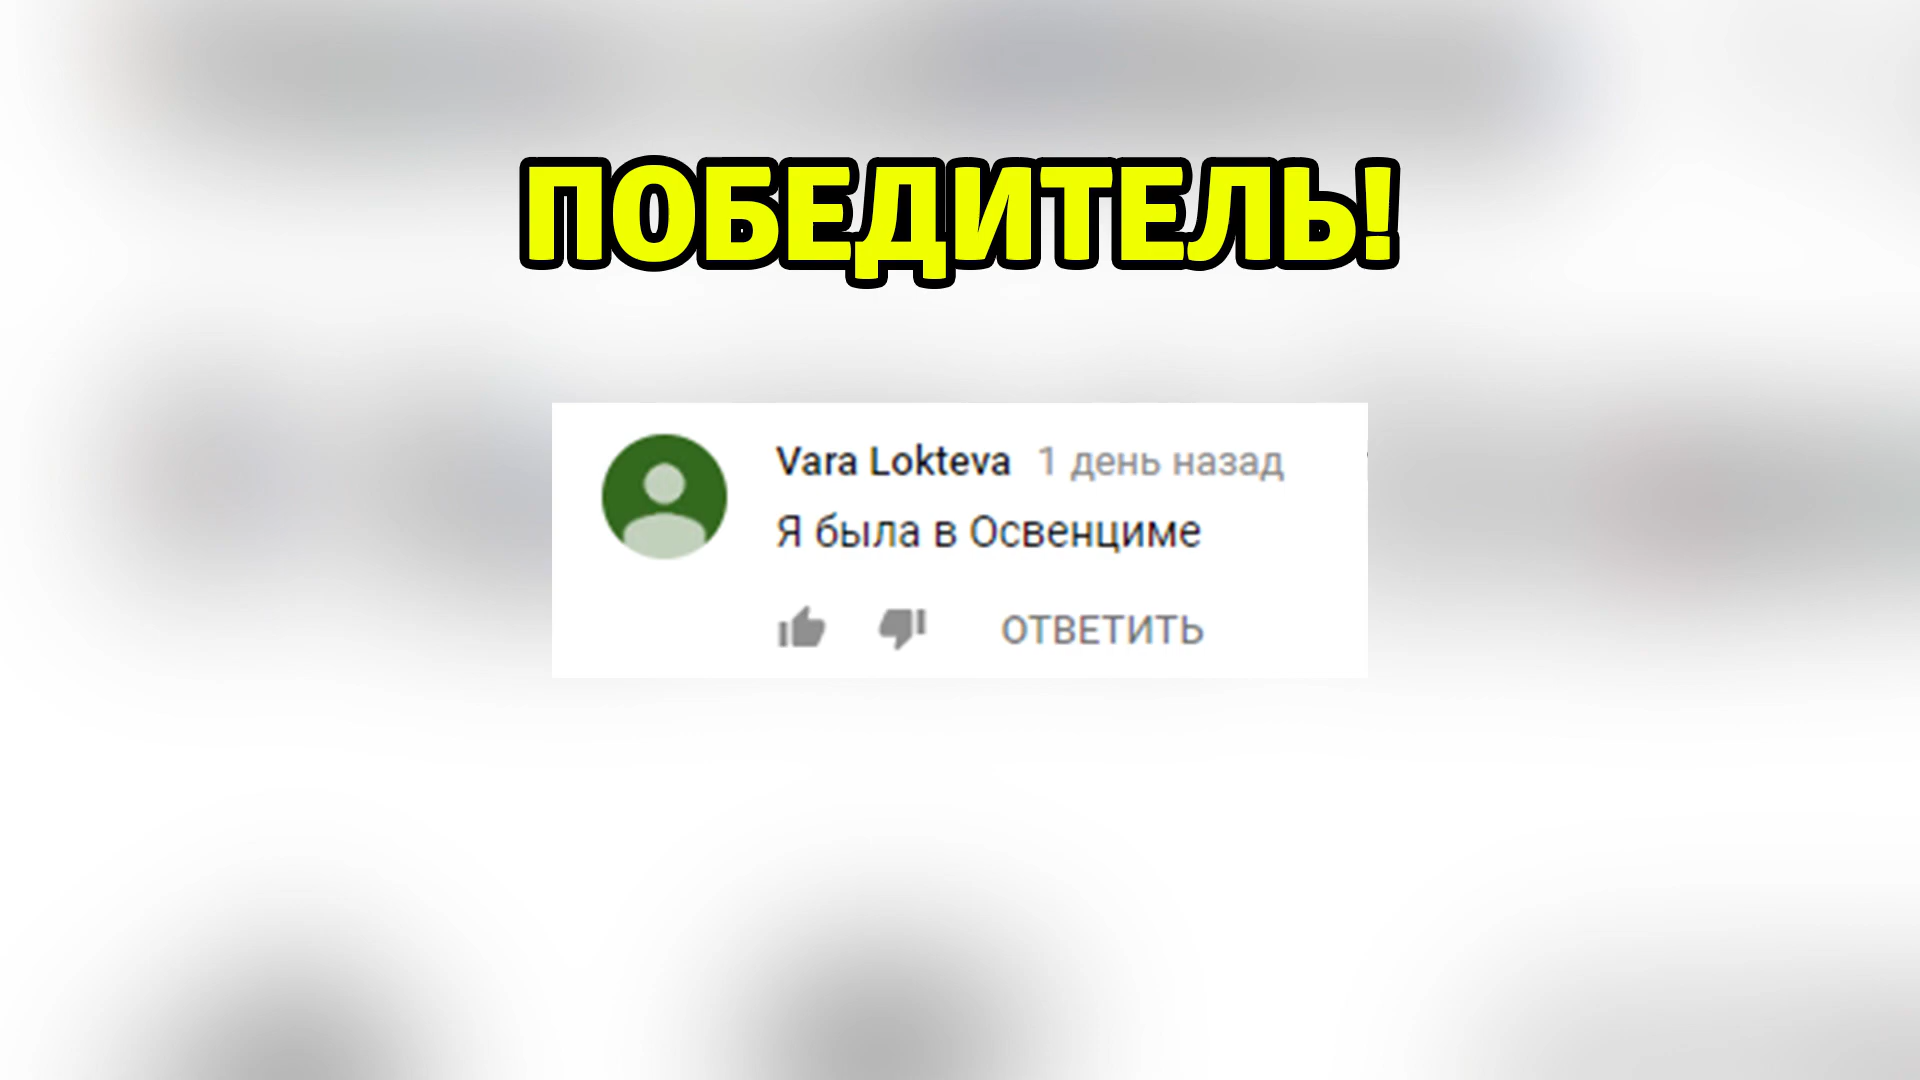 ПОБЕДИТЕЛЬ!
Vara Lokteva 1 день назад
Я была в Освенциме
ОТВЕТИТЬ